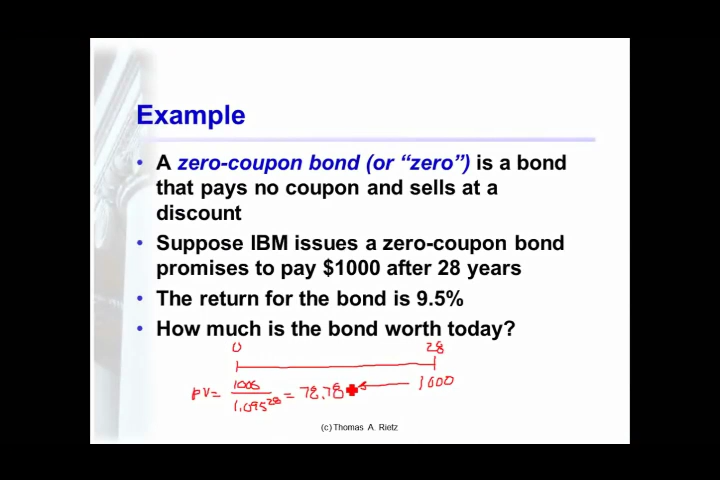 Example
• A zero-coupon bond (or “zero”) is a bond
that pays no coupon and sells at a
discount
• Suppose IBM issues a zero-coupon bond
promises to pay $1000 after 28 years
• The return for the bond is 9.5%
• How much is the bond worth today?
0 28
PV = 1000 / 1.095^28 = 78.78 ← 1000
(c) Thomas A. Rietz